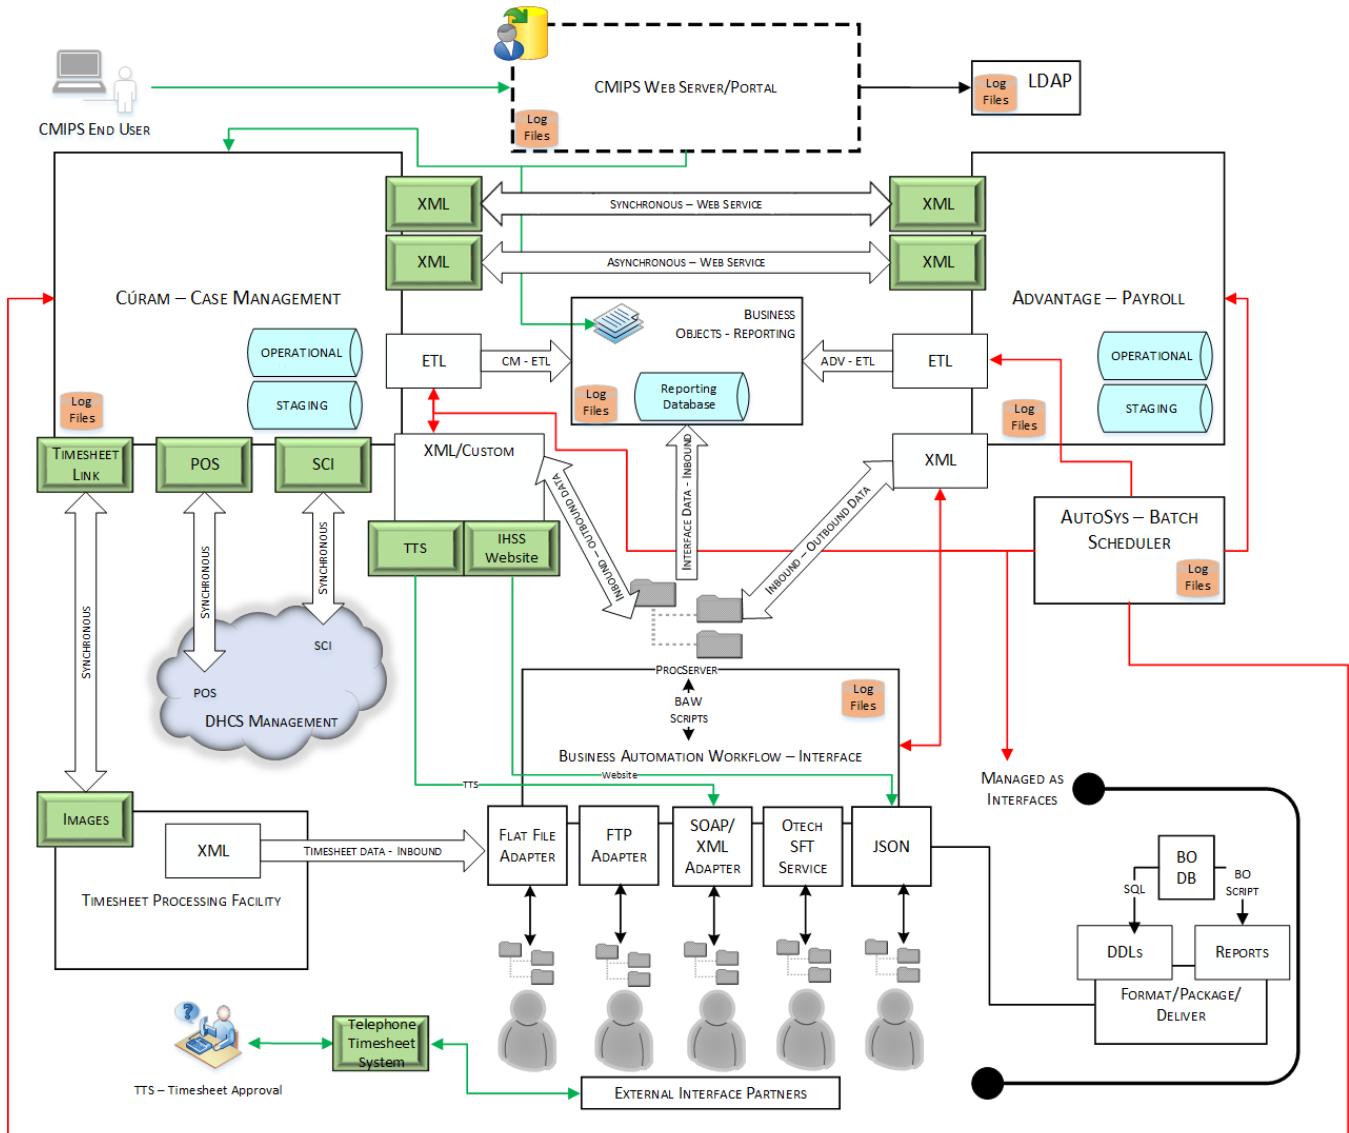 CMIPS Web Server/Portal
Log
Files
LDAP
Log
Files
CMIPS End User
XML
Synchronous – Web Service
XML
XML
Asynchronous – Web Service
XML
Cúram – Case Management
Advantage – Payroll
Business
Objects - Reporting
OPERATIONAL
STAGING
Log
Files
ETL
CM - ETL
Log
Files
Reporting
Database
ADV - ETL
ETL
OPERATIONAL
STAGING
Log
Files
Timesheet
Link
POS
SCI
XML/Custom
XML
TTS
IHSS
Website
Inbound – outbound data
Interface Data - Inbound
Inbound – Outbound Data
AutoSys – Batch
Scheduler
Log
Files
Synchronous
Synchronous
Synchronous
SCI
POS
DHCS Management
ProcServer
BAW
Scripts
Log
Files
Business Automation Workflow – Interface
TTS
Website
Managed as
Interfaces
Images
XML
Timesheet data - Inbound
Timesheet Processing Facility
Flat File
Adapter
FTP
Adapter
SOAP/
XML
Adapter
Otech
SFT
Service
JSON
BO
DB
SQL
BO
Script
DDLs
Reports
Format/Package/
Deliver
Telephone
Timesheet
System
TTS – Timesheet Approval
External Interface Partners